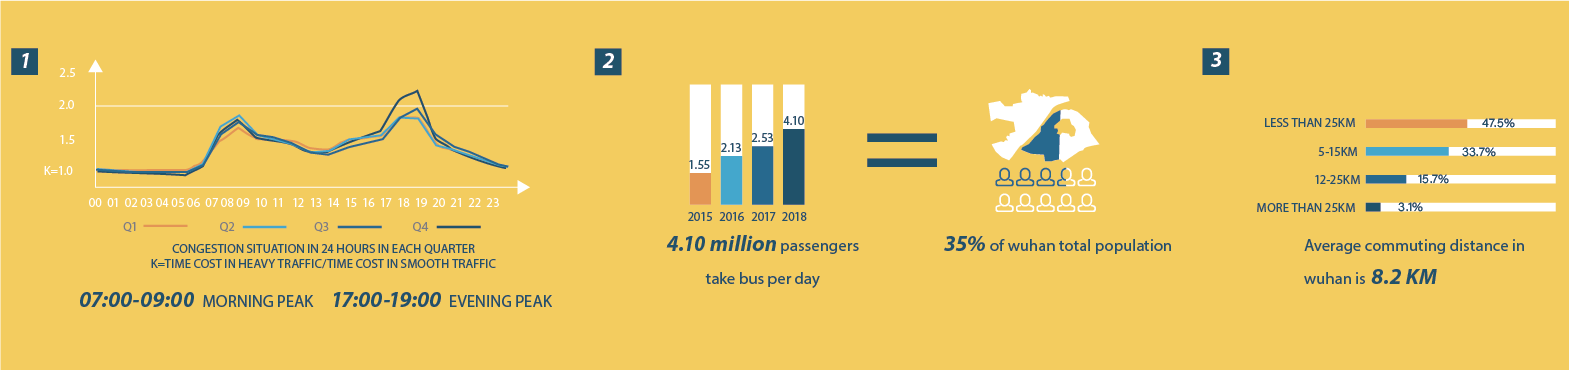 1
2.5
2.0
1.5
K=1.0
00 01 02 03 04 05 06 07 08 09 10 11 12 13 14 15 16 17 18 19 20 21 22 23
Q1 Q2 Q3 Q4
CONGESTION SITUATION IN 24 HOURS IN EACH QUARTER
K=TIME COST IN HEAVY TRAFFIC/TIME COST IN SMOOTH TRAFFIC
07:00-09:00 MORNING PEAK 17:00-19:00 EVENING PEAK
2
1.55 2.13 2.53 4.10
2015 2016 2017 2018
4.10 million passengers
take bus per day
35% of wuhan total population
3
LESS THAN 25KM 47.5%
5-15KM 33.7%
12-25KM 15.7%
MORE THAN 25KM 3.1%
Average commuting distance in
wuhan is 8.2 KM